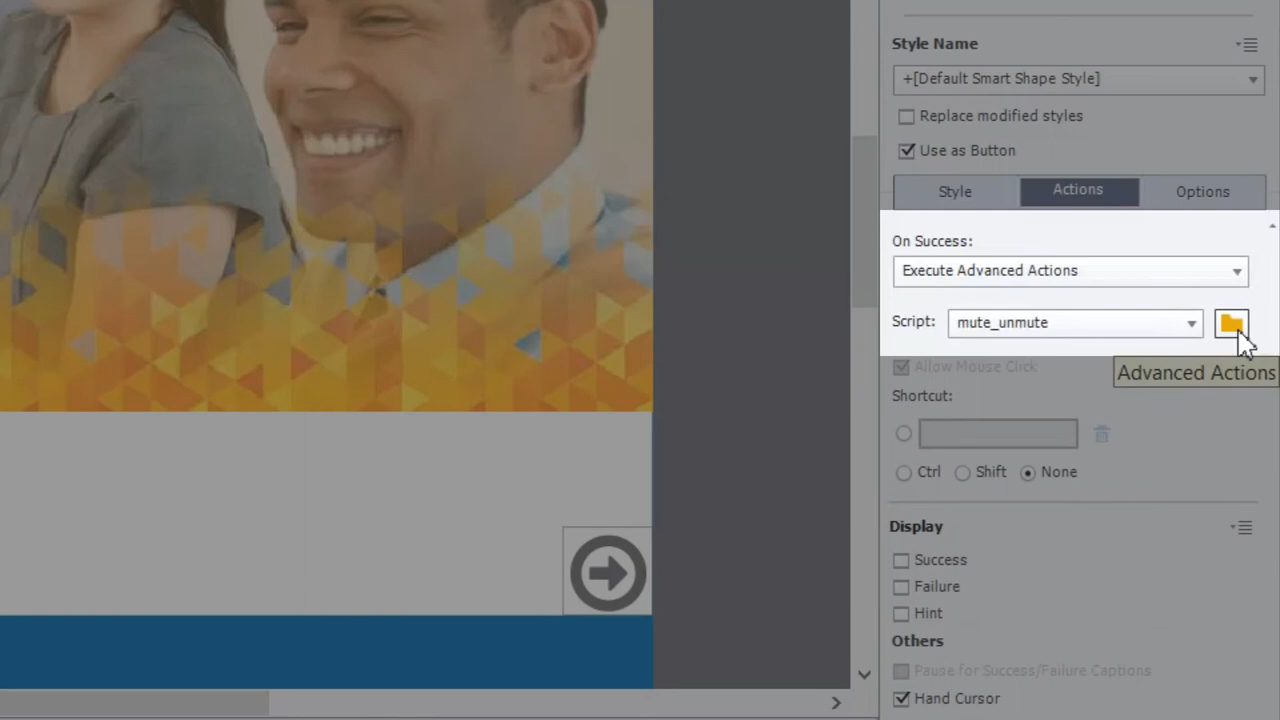 Style Name
+[Default Smart Shape Style]
Replace modified styles
Use as Button
Style Actions Options
On Success:
Execute Advanced Actions
Script: mute_unmute
Allow Mouse Click
Advanced Actions
Shortcut:
Ctrl Shift None
Display
Success
Failure
Hint
Others
Pause for Success/Failure Captions
Hand Cursor